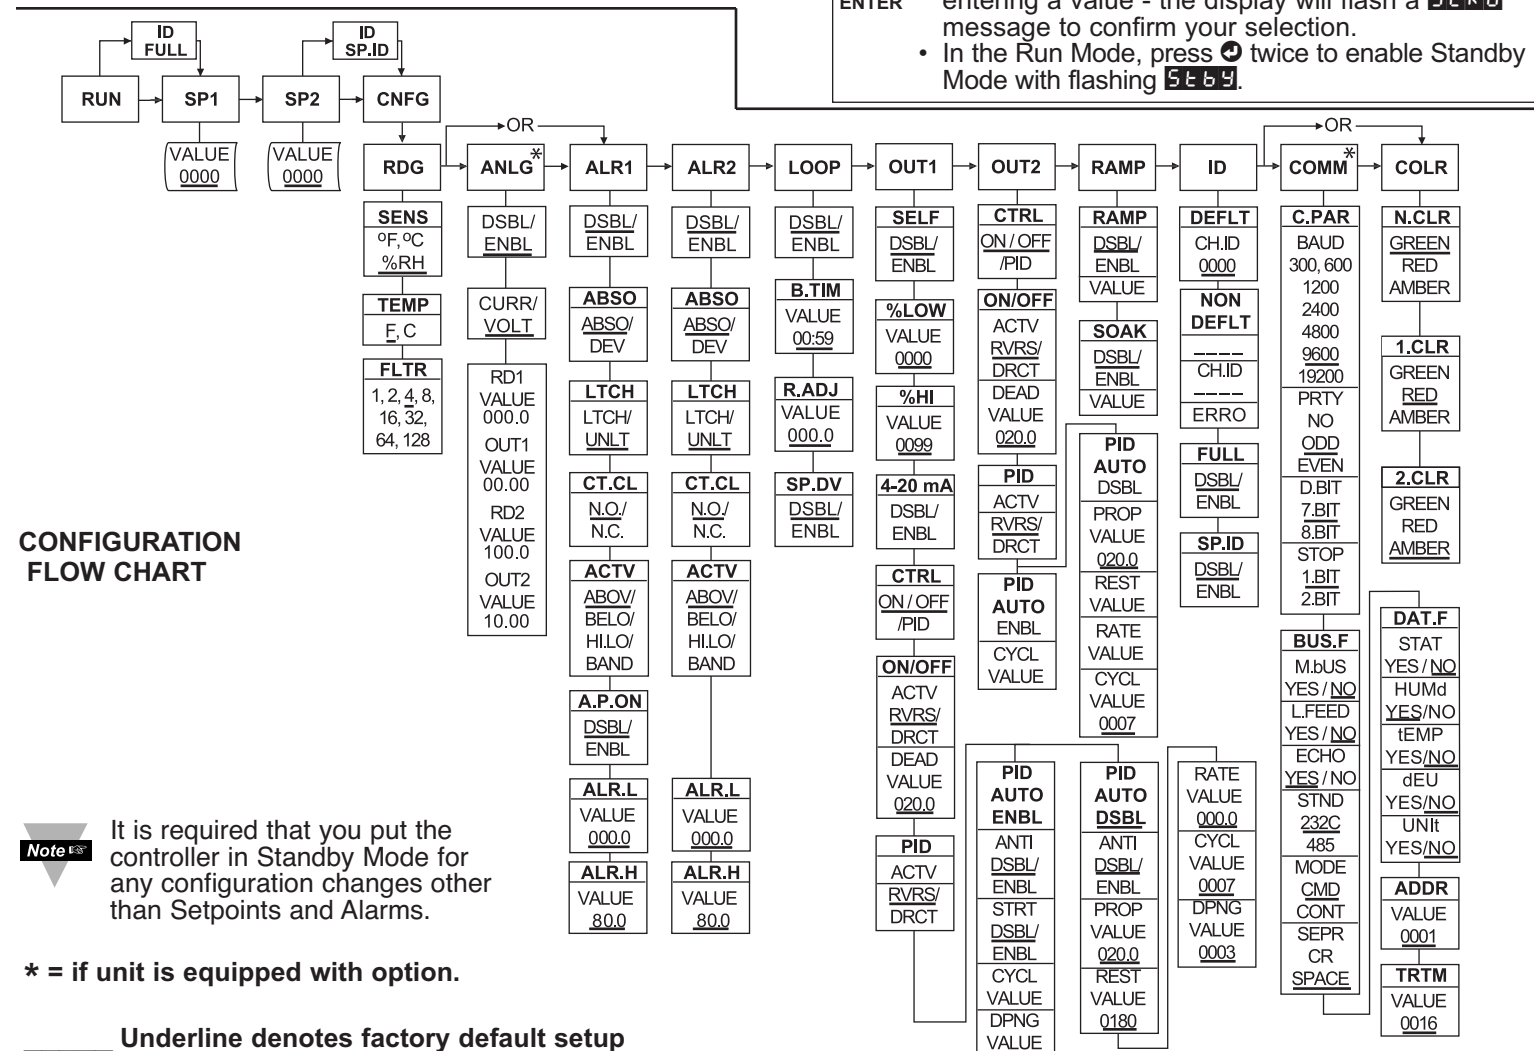 ENTER
entering a value - the display will flash a
message to confirm your selection.
• In the Run Mode, press twice to enable Standby
Mode with flashing Stby.
ID
FULL
ID
SP.ID
RUN
SP1
SP2
CNFG
VALUE
0000
VALUE
0000
OR
OR
RDG
ANLG*
ALR1
ALR2
LOOP
OUT1
OUT2
RAMP
ID
COMM*
COLR
SENS
ºF, ºC
%RH
TEMP
F, C
FLTR
1, 2, 4, 8,
16, 32,
64, 128
DSBL/
ENBL
CURR/
VOLT
RD1
VALUE
000.0
OUT1
VALUE
00.00
RD2
VALUE
100.0
OUT2
VALUE
10.00
DSBL/
ENBL
ABSO
ABSO/
DEV
LTCH
LTCH/
UNLT
CT.CL
N.O./
N.C.
ACTV
ABOV/
BELO/
HI.LO/
BAND
A.P.ON
DSBL/
ENBL
ALR.L
VALUE
000.0
ALR.H
VALUE
80.0
DSBL/
ENBL
ABSO
ABSO/
DEV
LTCH
LTCH/
UNLT
CT.CL
N.O./
N.C.
ACTV
ABOV/
BELO/
HI.LO/
BAND
ALR.L
VALUE
000.0
ALR.H
VALUE
80.0
DSBL/
ENBL
B.TIM
VALUE
00:59
R.ADJ
VALUE
000.0
SP.DV
DSBL/
ENBL
SELF
DSBL/
ENBL
%LOW
VALUE
0000
%HI
VALUE
0099
4-20 mA
DSBL/
ENBL
CTRL
ON / OFF
/PID
ON/OFF
ACTV
RVRS/
DRCT
DEAD
VALUE
020.0
PID
ACTV
RVRS/
DRCT
PID
AUTO
ENBL
ANTI
DSBL/
ENBL
STRT
DSBL/
ENBL
CYCL
VALUE
DPNG
VALUE
PID
AUTO
DSBL
ANTI
DSBL/
ENBL
PROP
VALUE
020.0
REST
VALUE
0180
RATE
VALUE
000.0
CYCL
VALUE
0007
DPNG
VALUE
0003
CTRL
ON / OFF
/PID
ON/OFF
ACTV
RVRS/
DRCT
DEAD
VALUE
020.0
PID
ACTV
RVRS/
DRCT
PID
AUTO
ENBL
CYCL
VALUE
PID
AUTO
DSBL
PROP
VALUE
020.0
REST
VALUE
RATE
VALUE
CYCL
VALUE
0007
RAMP
DSBL/
ENBL
VALUE
SOAK
DSBL/
ENBL
VALUE
DEFLT
CH.ID
0000
NON
DEFLT
_ _ _ _
CH.ID
_ _ _ _
ERRO
FULL
DSBL/
ENBL
SP.ID
DSBL/
ENBL
C.PAR
BAUD
300, 600
1200
2400
4800
9600
19200
PRTY
NO
ODD
EVEN
D.BIT
7.BIT
8.BIT
STOP
1.BIT
2.BIT
BUS.F
M.bUS
YES / NO
L.FEED
YES / NO
ECHO
YES / NO
STND
232C
485
MODE
CMD
CONT
SEPR
CR
SPACE
DAT.F
STAT
YES / NO
HUMd
YES/NO
tEMP
YES/NO
dEU
YES/NO
UNIt
YES/NO
ADDR
VALUE
0001
TRTM
VALUE
0016
N.CLR
GREEN
RED
AMBER
1.CLR
GREEN
RED
AMBER
2.CLR
GREEN
RED
AMBER
CONFIGURATION
FLOW CHART
Note
It is required that you put the
controller in Standby Mode for
any configuration changes other
than Setpoints and Alarms.
* = if unit is equipped with option.
Underline denotes factory default setup